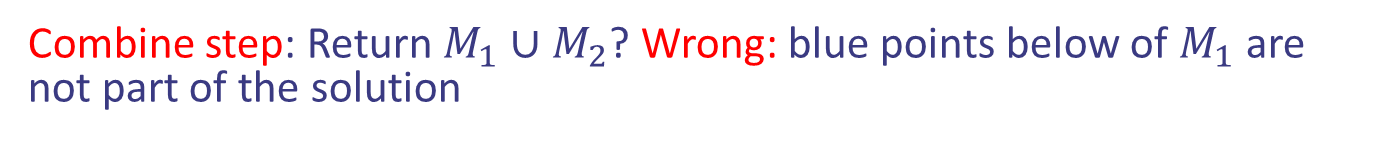 Combine step: Return 𝑀₁ ∪ 𝑀₂? Wrong: blue points below of 𝑀₁ are
not part of the solution